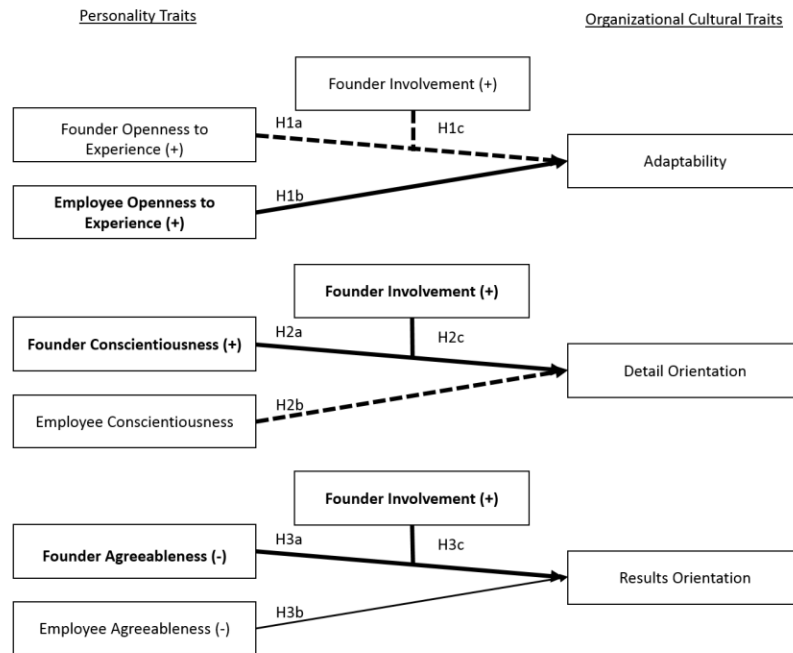 Personality Traits
Organizational Cultural Traits
Founder Involvement (+)
H1a
H1c
Founder Openness to
Experience (+)
Adaptability
Employee Openness to
Experience (+)
H1b
Founder Involvement (+)
H2a
H2c
Founder Conscientiousness (+)
Detail Orientation
H2b
Employee Conscientiousness
Founder Involvement (+)
H3a
H3c
Founder Agreeableness (-)
Results Orientation
H3b
Employee Agreeableness (-)